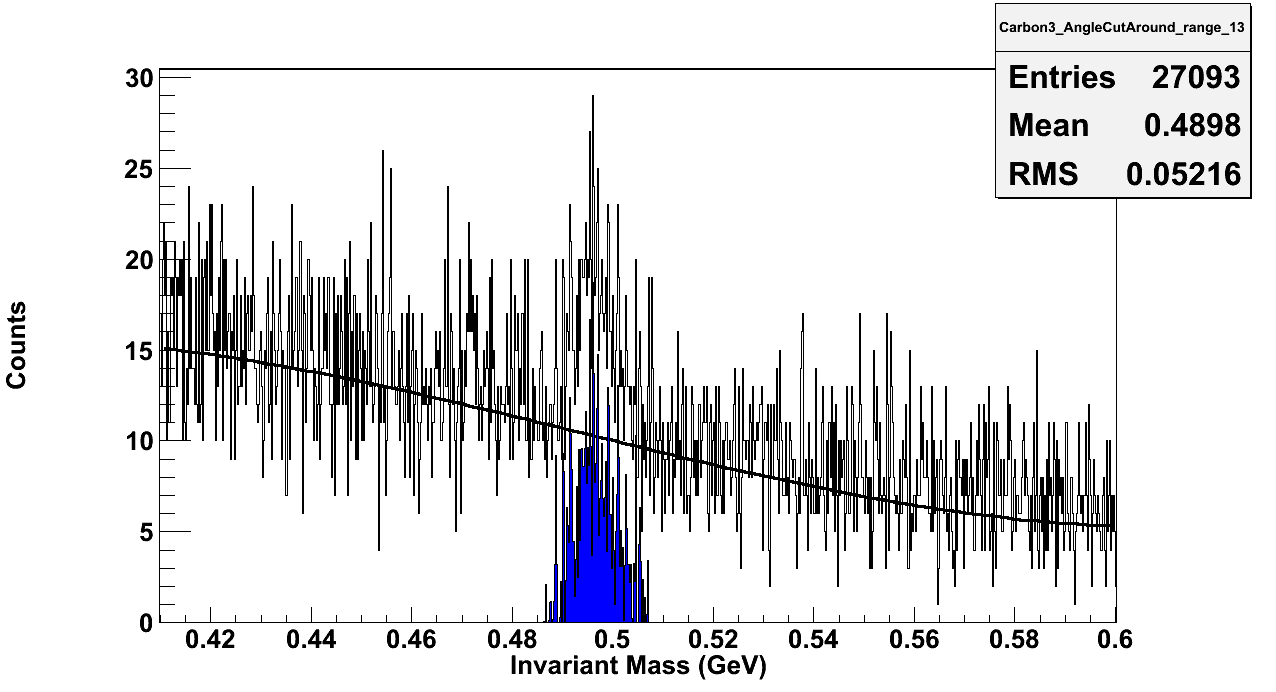 Carbon3_AngleCutAround_range_13
Entries 27093
Mean 0.4898
RMS 0.05216
30
25
20
15
10
5
0
Counts
0.42 0.44 0.46 0.48 0.5 0.52 0.54 0.56 0.58 0.6
Invariant Mass (GeV)